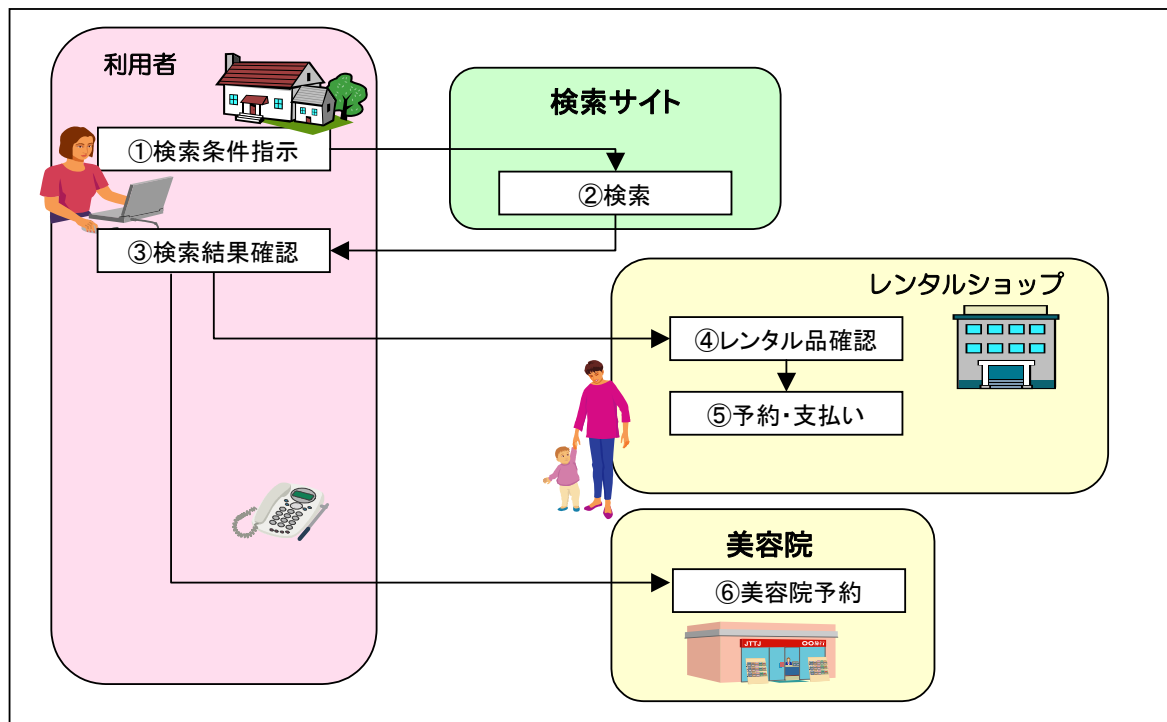 利用者
検索サイト
①検索条件指示
②検索
③検索結果確認
レンタルショップ
④レンタル品確認
⑤予約・支払い
美容院
⑥美容院予約
JTTJ